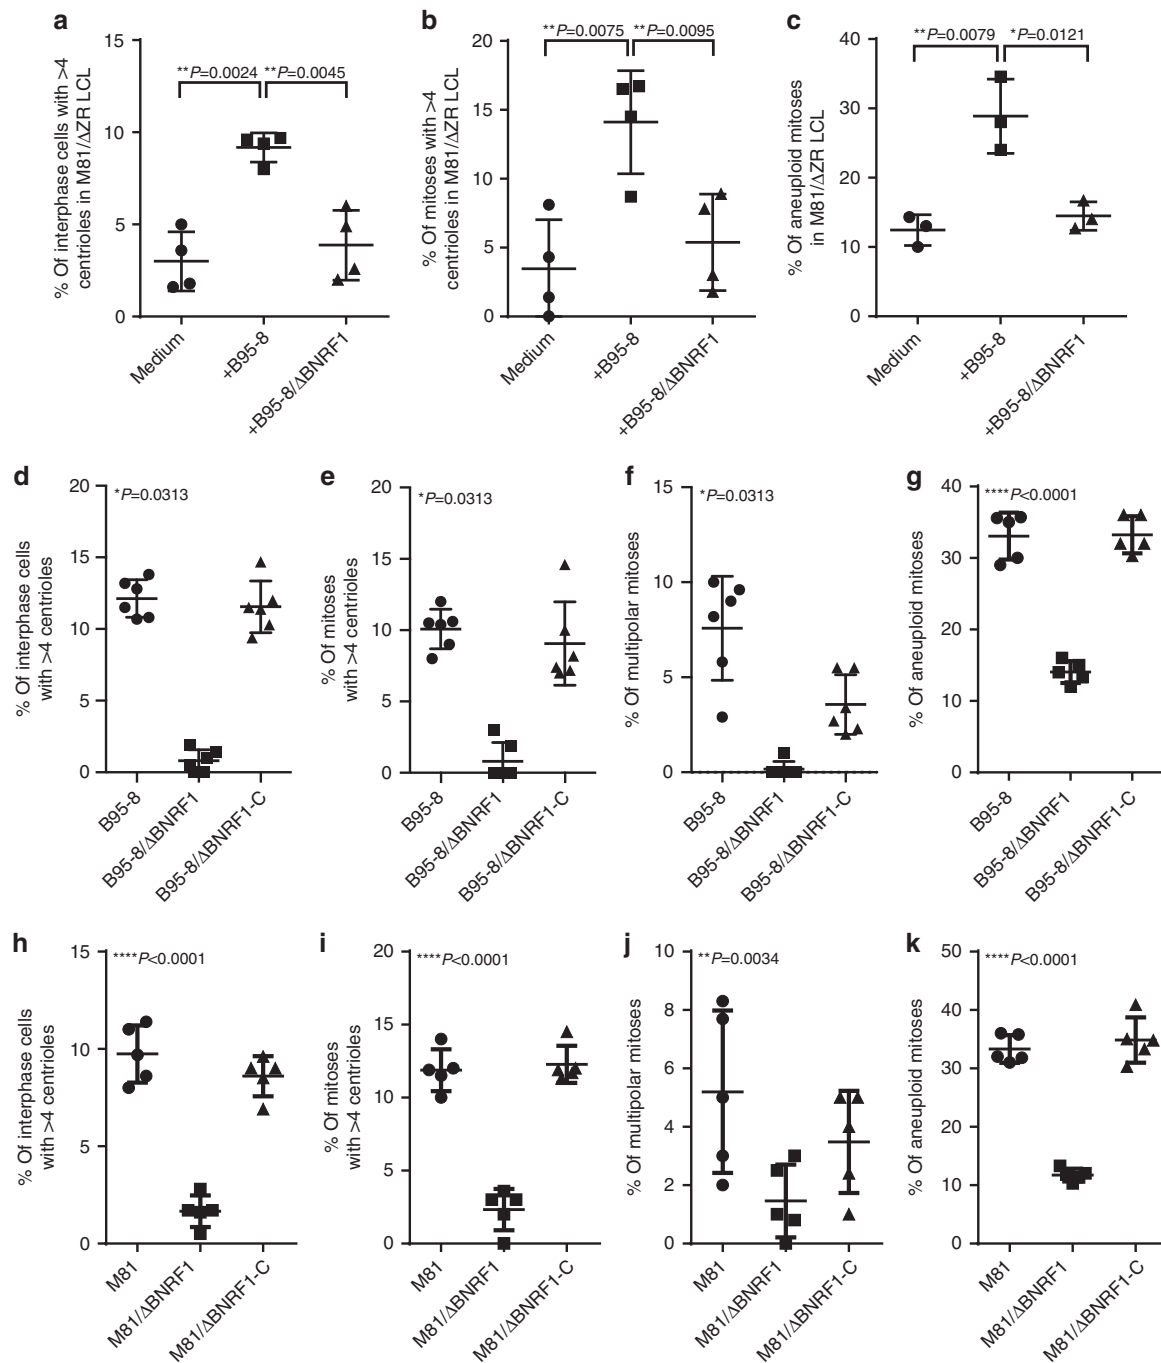 a
% Of interphase cells with >4
centrioles in M81/ΔZR LCL
15
10
5
0
**P=0.0024
**P=0.0045
Medium
+B95-8
+B95-8/ΔBNRF1
b
% Of mitoses with >4
centrioles in M81/ΔZR LCL
20
15
10
5
0
**P=0.0075
**P=0.0095
Medium
+B95-8
+B95-8/ΔBNRF1
c
% Of aneuploid mitoses
in M81/ΔZR LCL
40
30
20
10
0
**P=0.0079
*P=0.0121
Medium
+B95-8
+B95-8/ΔBNRF1
d
% Of interphase cells
with >4 centrioles
20
15
10
5
0
*P=0.0313
B95-8
B95-8/ΔBNRF1
B95-8/ΔBNRF1-C
e
% Of mitoses
with >4 centrioles
20
15
10
5
0
*P=0.0313
B95-8
B95-8/ΔBNRF1
B95-8/ΔBNRF1-C
f
% Of multipolar mitoses
15
10
5
0
*P=0.0313
B95-8
B95-8/ΔBNRF1
B95-8/ΔBNRF1-C
g
% Of aneuploid mitoses
40
30
20
10
0
****P<0.0001
B95-8
B95-8/ΔBNRF1
B95-8/ΔBNRF1-C
h
% Of interphase cells
with >4 centrioles
15
10
5
0
****P<0.0001
M81
M81/ΔBNRF1
M81/ΔBNRF1-C
i
% Of mitoses
with >4 centrioles
20
15
10
5
0
****P<0.0001
M81
M81/ΔBNRF1
M81/ΔBNRF1-C
j
% Of multipolar mitoses
10
8
6
4
2
0
**P=0.0034
M81
M81/ΔBNRF1
M81/ΔBNRF1-C
k
% Of aneuploid mitoses
50
40
30
20
10
0
****P<0.0001
M81
M81/ΔBNRF1
M81/ΔBNRF1-C